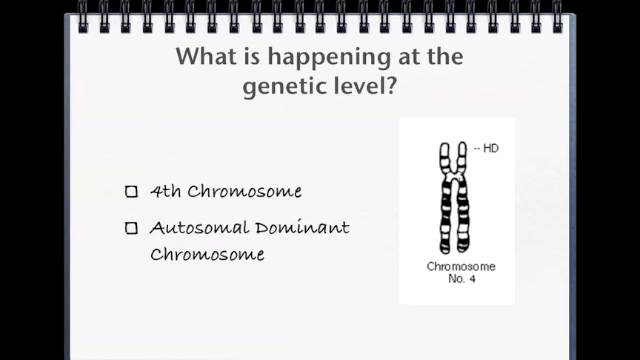 What is happening at the
genetic level?
4th Chromosome
Autosomal Dominant
Chromosome
-- HD
Chromosome
No. 4